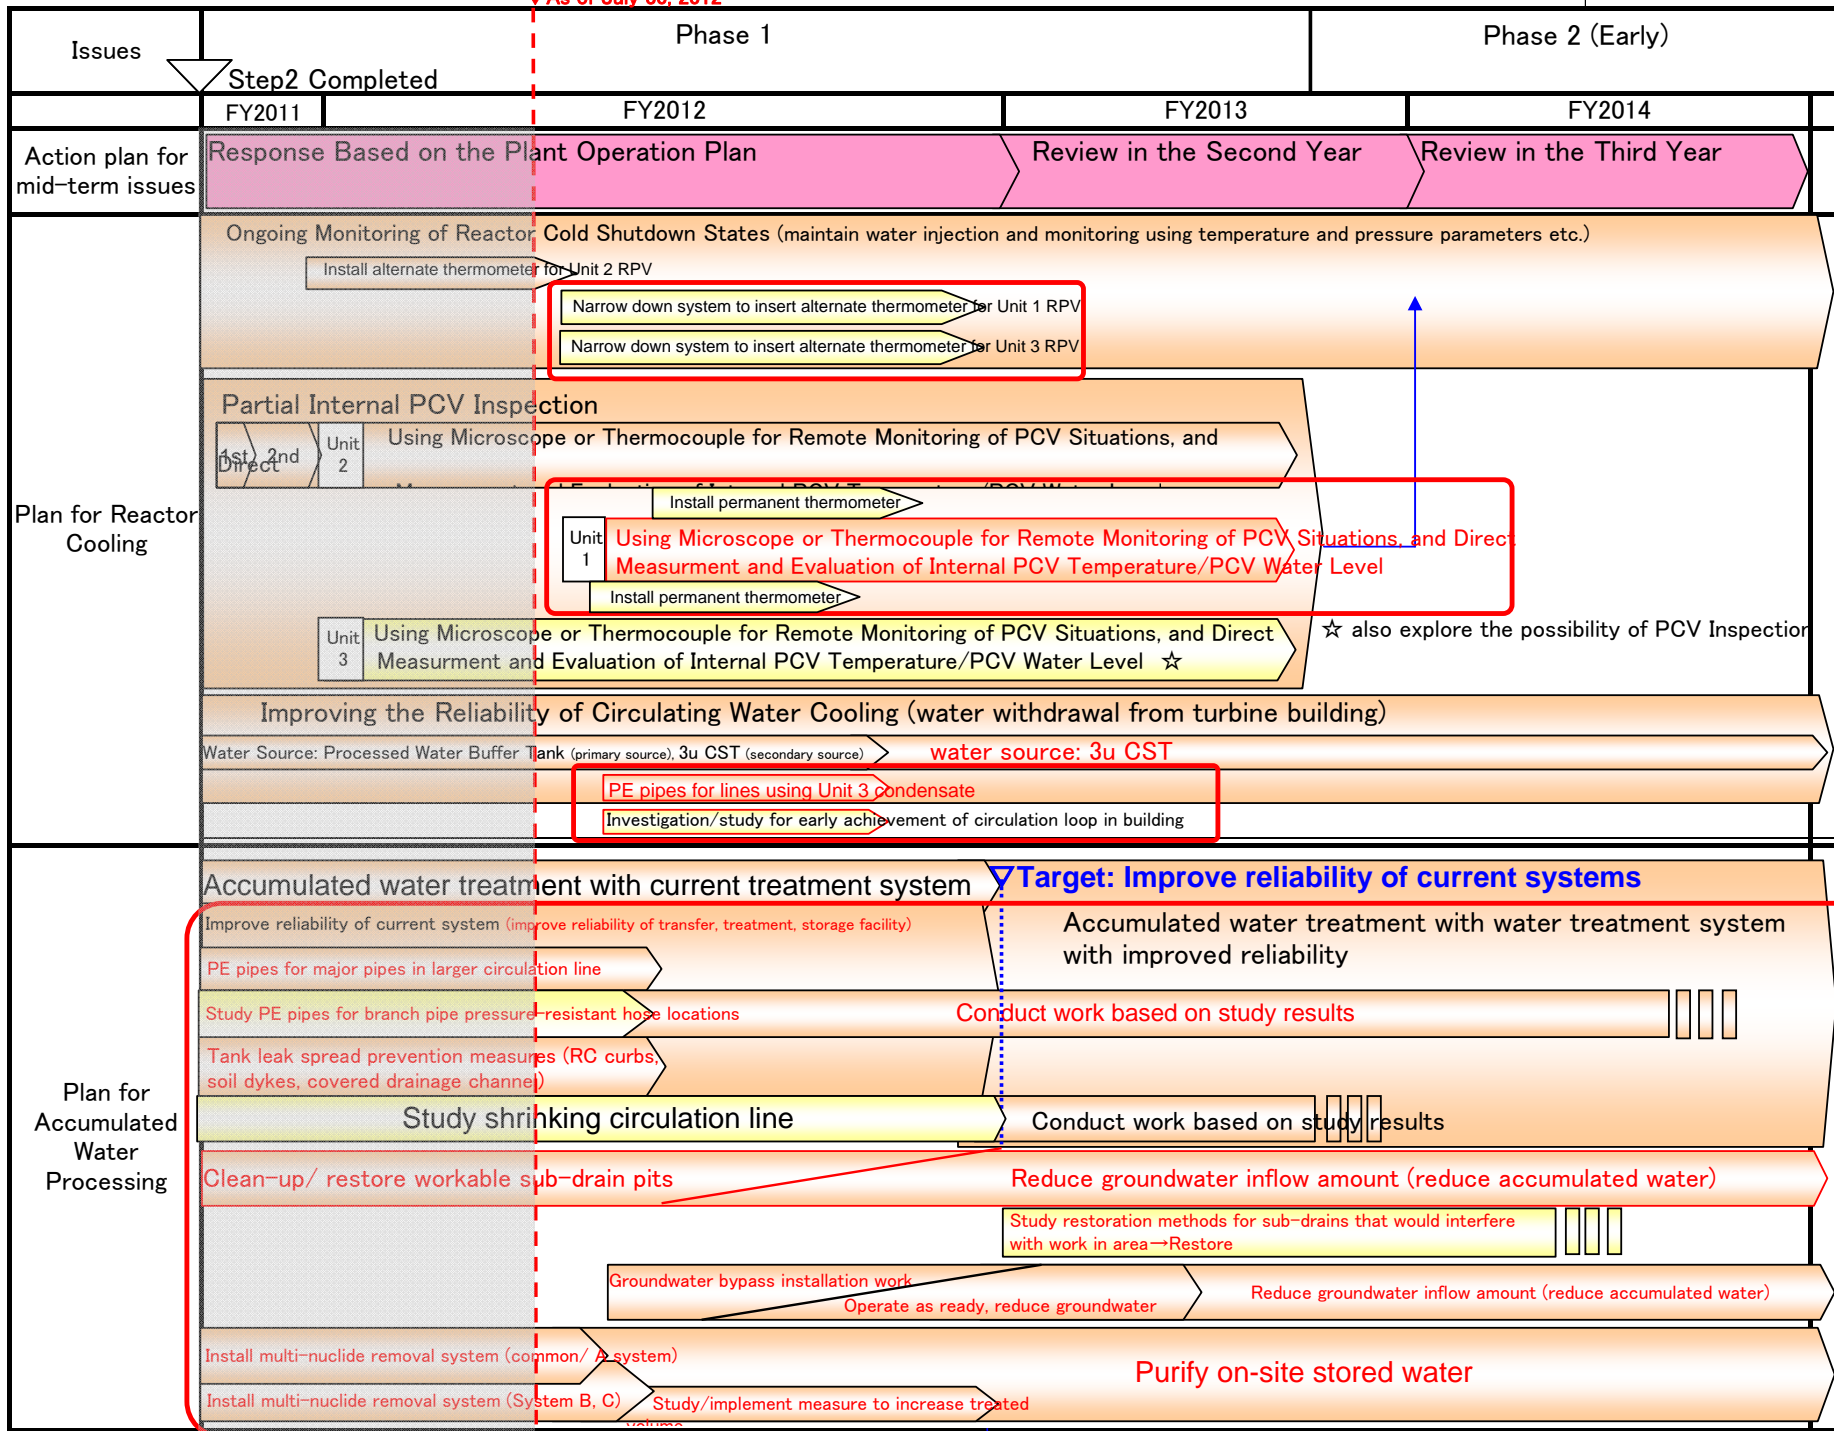 As of July 30, 2012
Issues
Phase 1
Phase 2 (Early)
Step2 Completed
FY2011
FY2012
FY2013
FY2014
Action plan for
mid-term issues
Response Based on the Plant Operation Plan
Review in the Second Year
Review in the Third Year
Plan for Reactor
Cooling
Ongoing Monitoring of Reactor Cold Shutdown States (maintain water injection and monitoring using temperature and pressure parameters etc.)
Install alternate thermometer for Unit 2 RPV
Narrow down system to insert alternate thermometer for Unit 1 RPV
Narrow down system to insert alternate thermometer for Unit 3 RPV
Partial Internal PCV Inspection
1st
2nd
Unit
2
Using Microscope or Thermocouple for Remote Monitoring of PCV Situations, and
Direct
Install permanent thermometer
Unit
1
Using Microscope or Thermocouple for Remote Monitoring of PCV Situations, and Direct
Measurment and Evaluation of Internal PCV Temperature/PCV Water Level
Install permanent thermometer
Unit
3
Using Microscope or Thermocouple for Remote Monitoring of PCV Situations, and Direct
Measurment and Evaluation of Internal PCV Temperature/PCV Water Level ☆
☆ also explore the possibility of PCV Inspection
Improving the Reliability of Circulating Water Cooling (water withdrawal from turbine building)
Water Source: Processed Water Buffer Tank (primary source), 3u CST (secondary source)
water source: 3u CST
PE pipes for lines using Unit 3 condensate
Investigation/study for early achievement of circulation loop in building
Plan for
Accumulated
Water
Processing
Accumulated water treatment with current treatment system
Target: Improve reliability of current systems
Improve reliability of current system (improve reliability of transfer, treatment, storage facility)
Accumulated water treatment with water treatment system
with improved reliability
PE pipes for major pipes in larger circulation line
Study PE pipes for branch pipe pressure-resistant hose locations
Conduct work based on study results
Tank leak spread prevention measures (RC curbs,
soil dykes, covered drainage channel)
Study shrinking circulation line
Conduct work based on study results
Clean-up/ restore workable sub-drain pits
Reduce groundwater inflow amount (reduce accumulated water)
Study restoration methods for sub-drains that would interfere
with work in area→Restore
Groundwater bypass installation work
Operate as ready, reduce groundwater
Reduce groundwater inflow amount (reduce accumulated water)
Install multi-nuclide removal system (common/ A system)
Purify on-site stored water
Install multi-nuclide removal system (System B, C)
Study/implement measure to increase treated